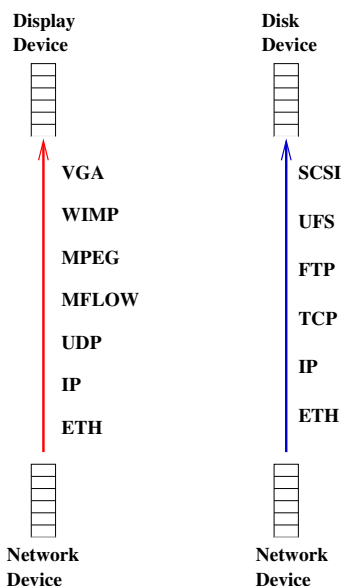 Display
Device
VGA
WIMP
MPEG
MFLOW
UDP
IP
ETH
Network
Device
Disk
Device
SCSI
UFS
FTP
TCP
IP
ETH
Network
Device